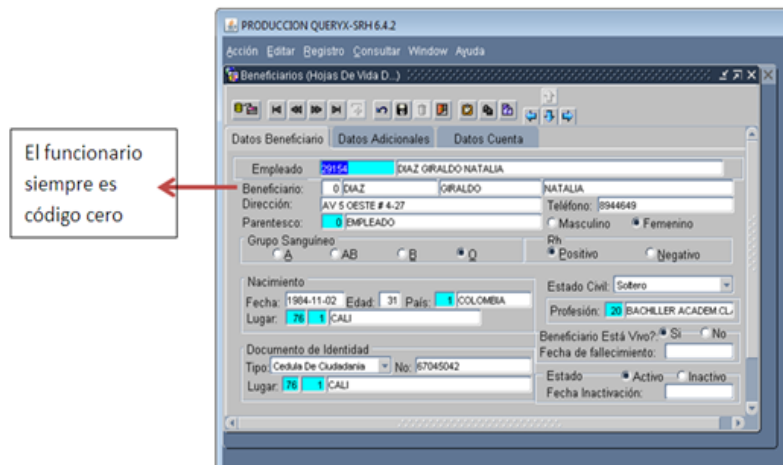 PRODUCCION QUERYX-SRH 6.4.2
Acción Editar Registro Consultar Window Ayuda
Beneficiarios (Hojas De Vida D...)
Datos Beneficiario Datos Adicionales Datos Cuenta
El funcionario
siempre es
código cero
Empleado 29154 DIAZ GIRALDO NATALIA
Beneficiario: 0 DIAZ GIRALDO NATALIA
Dirección: AV 5 OESTE # 4-27 Teléfono: 8944649
Parentesco: 0 EMPLEADO Masculino Femenino
Grupo Sanguíneo Rh
A AB B O Positivo Negativo
Nacimiento Estado Civil: Soltero
Fecha: 1984-11-02 Edad: 31 País: 1 COLOMBIA
Profesión: 20 BACHILLER ACADEM.CL
Lugar: 76 1 CALI
Beneficiario Está Vivo?: Si No
Documento de Identidad Fecha de fallecimiento:
Tipo: Cedula De Ciudadania No: 67045042
Estado Activo Inactivo
Lugar: 76 1 CALI
Fecha Inactivación: